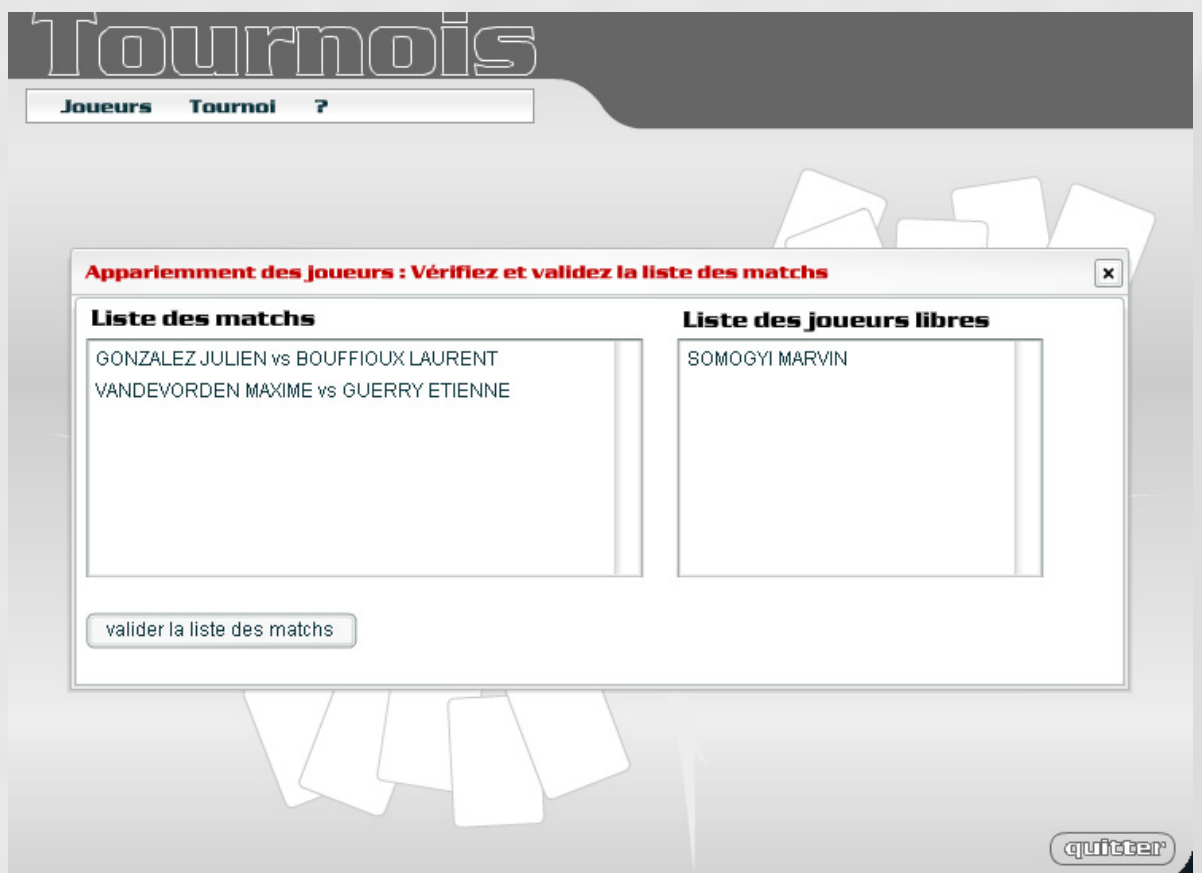 Tournois
Joueurs Tournoi ?
Appariemment des joueurs : Vérifiez et validez la liste des matchs
x
Liste des matchs
Liste des joueurs libres
GONZALEZ JULIEN vs BOUFFIOUX LAURENT
VANDEVORDEN MAXIME vs GUERRY ETIENNE
SOMOGYI MARVIN
valider la liste des matchs
quitter